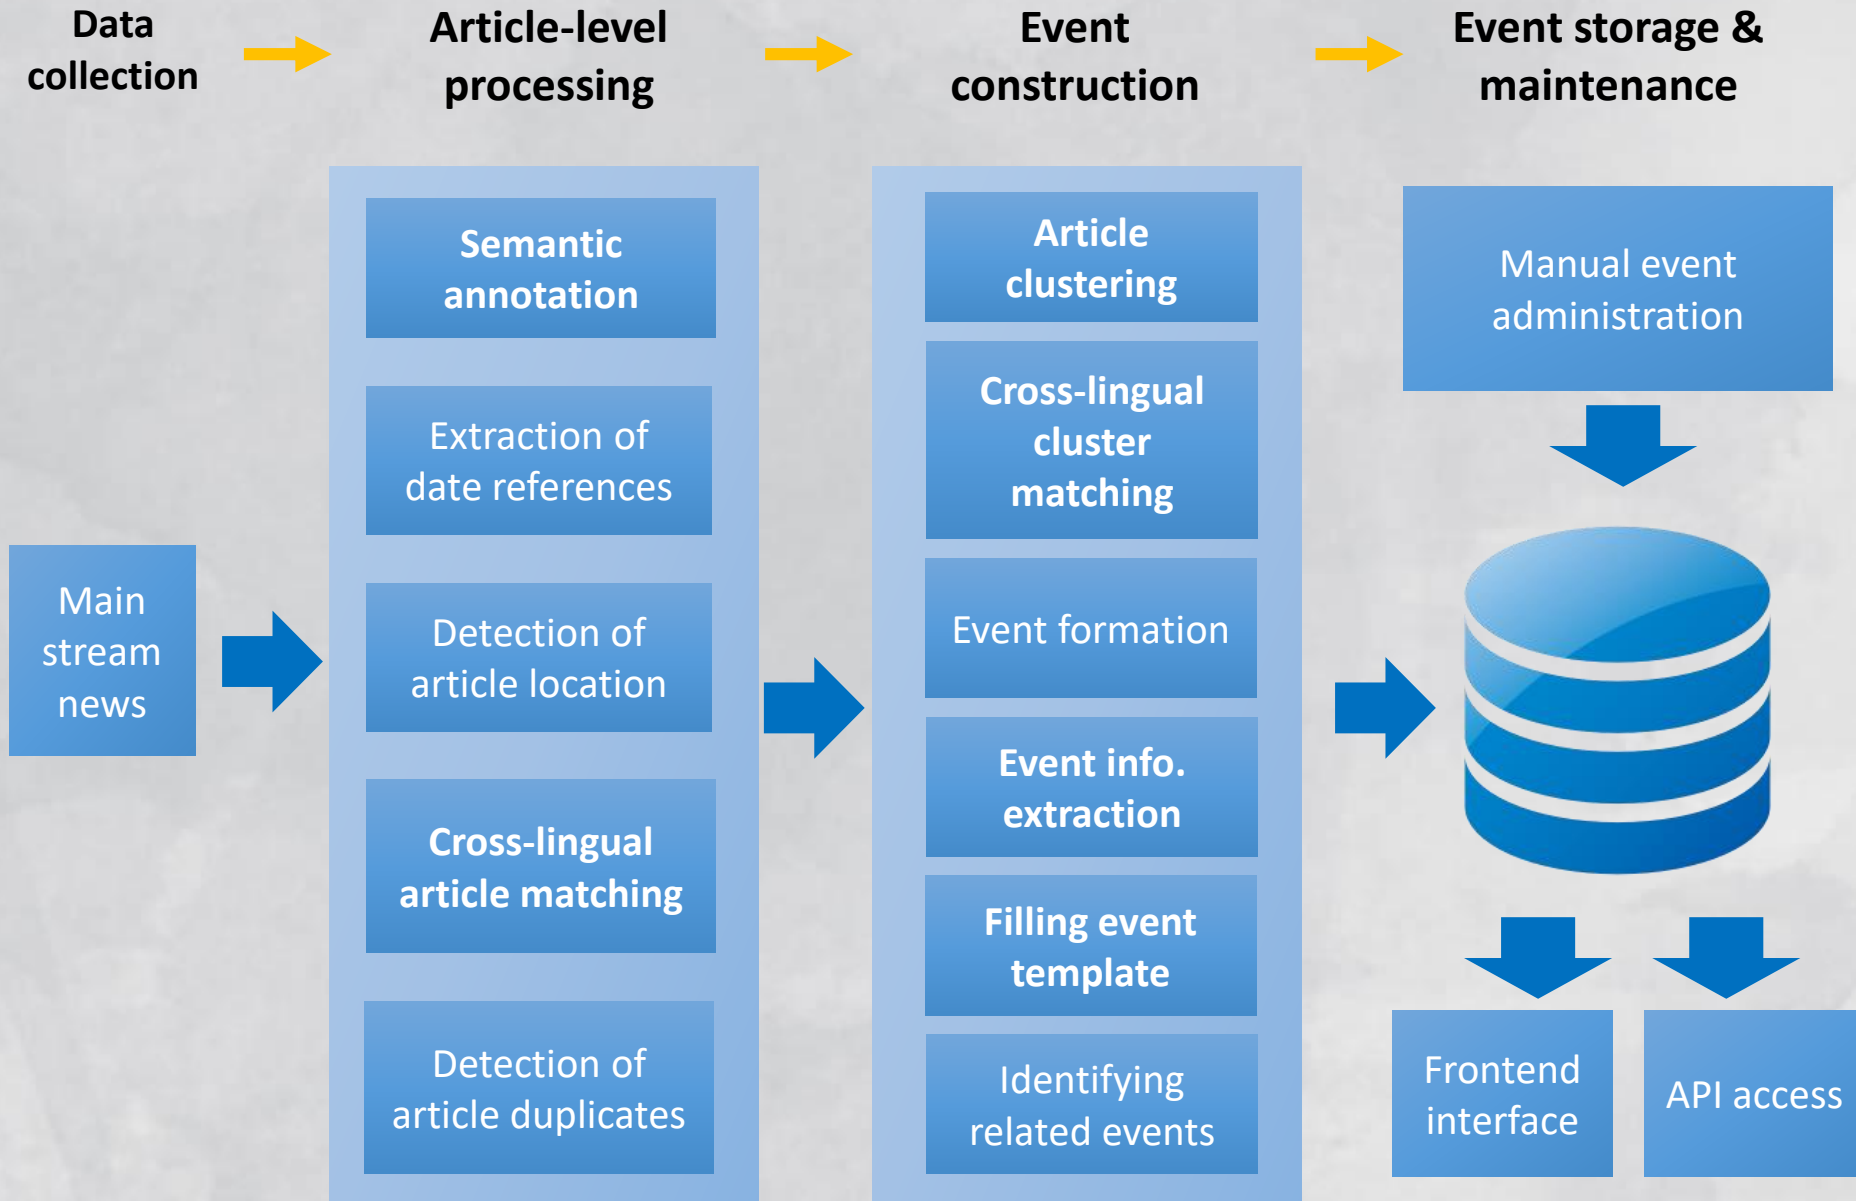 Data
collection
Article-level
processing
Event
construction
Event storage &
maintenance
Main
stream
news
Semantic
annotation
Extraction of
date references
Detection of
article location
Cross-lingual
article matching
Detection of
article duplicates
Article
clustering
Cross-lingual
cluster
matching
Event formation
Event info.
extraction
Filling event
template
Identifying
related events
Manual event
administration
Frontend
interface
API access